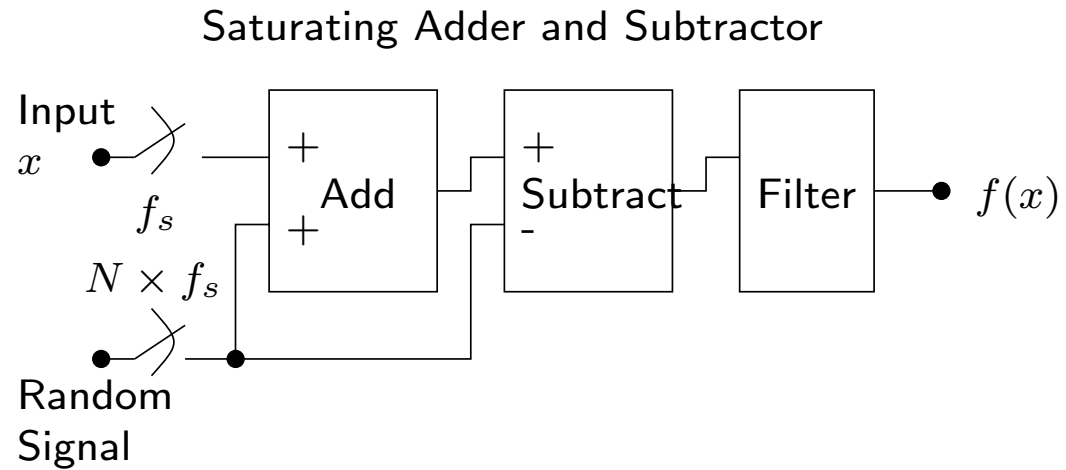 Saturating Adder and Subtractor
Input
x
f_s
N × f_s
Random
Signal
+
Add
+
+
Subtract
-
Filter
f(x)